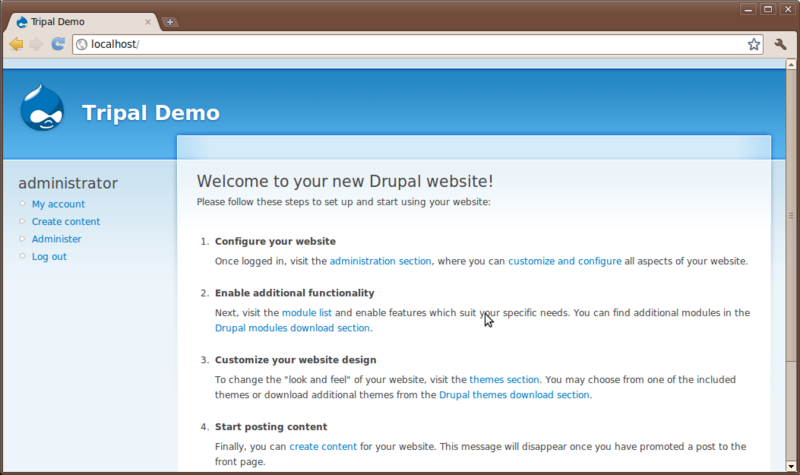 Tripal Demo
localhost/
Tripal Demo
administrator
My account
Create content
Administer
Log out
Welcome to your new Drupal website!
Please follow these steps to set up and start using your website:
1. Configure your website
Once logged in, visit the administration section, where you can customize and configure all aspects of your website.
2. Enable additional functionality
Next, visit the module list and enable features which suit your specific needs. You can find additional modules in the
Drupal modules download section.
3. Customize your website design
To change the "look and feel" of your website, visit the themes section. You may choose from one of the included
themes or download additional themes from the Drupal themes download section.
4. Start posting content
Finally, you can create content for your website. This message will disappear once you have promoted a post to the
front page.